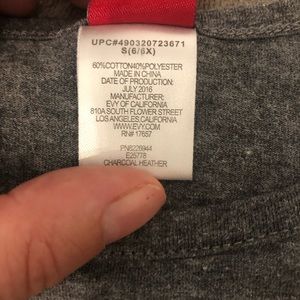 UPC#490320723671
S(6/6X)
60%COTTON40%POLYESTER
MADE IN CHINA
DATE OF PRODUCTION:
JULY 2016
MANUFACTURER:
EVY OF CALIFORNIA
810A SOUTH FLOWER STREET
LOS ANGELES,CALIFORNIA
WWW.EVY.COM
RN# 17657
PN8226944
E25778
CHARCOAL HEATHER